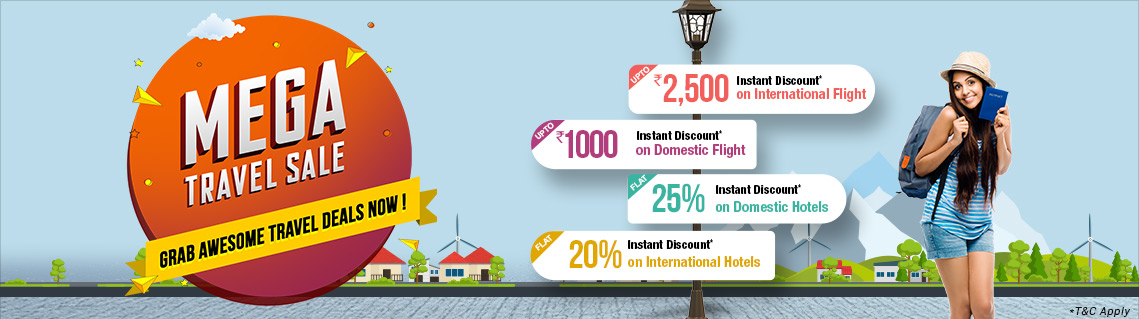 MEGA
TRAVEL SALE
GRAB AWESOME TRAVEL DEALS NOW !
UPTO ₹2,500 Instant Discount*
on International Flight
UPTO ₹1000 Instant Discount*
on Domestic Flight
FLAT 25% Instant Discount*
on Domestic Hotels
FLAT 20% Instant Discount*
on International Hotels
*T&C Apply